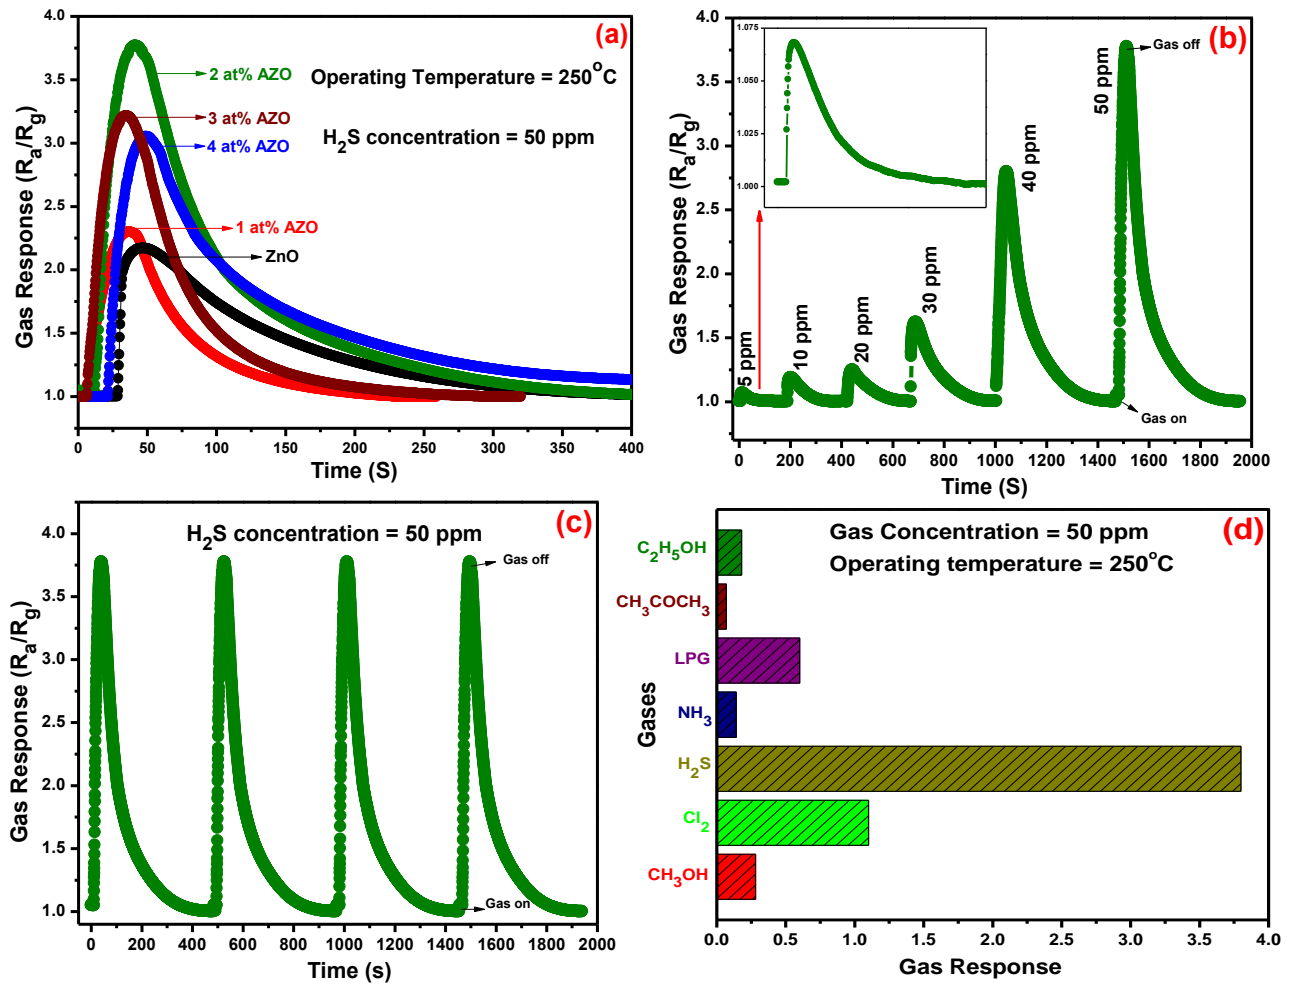 (a)
Gas Response (Rₐ/R_g)
4.0
3.5
3.0
2.5
2.0
1.5
1.0
2 at% AZO
3 at% AZO
4 at% AZO
1 at% AZO
ZnO
Operating Temperature = 250°C
H₂S concentration = 50 ppm
0 50 100 150 200 250 300 350 400
Time (S)
(b)
Gas Response (Rₐ/R_g)
4.0
3.5
3.0
2.5
2.0
1.5
1.0
1.075
1.050
1.025
1.000
5 ppm
10 ppm
20 ppm
30 ppm
40 ppm
50 ppm
Gas off
Gas on
0 200 400 600 800 1000 1200 1400 1600 1800 2000
Time (S)
(c)
H₂S concentration = 50 ppm
Gas Response (Rₐ/R_g)
4.0
3.5
3.0
2.5
2.0
1.5
1.0
Gas off
Gas on
0 200 400 600 800 1000 1200 1400 1600 1800 2000
Time (s)
(d)
Gas Concentration = 50 ppm
Operating temperature = 250°C
Gases
C₂H₅OH
CH₃COCH₃
LPG
NH₃
H₂S
Cl₂
CH₃OH
0.0 0.5 1.0 1.5 2.0 2.5 3.0 3.5 4.0
Gas Response